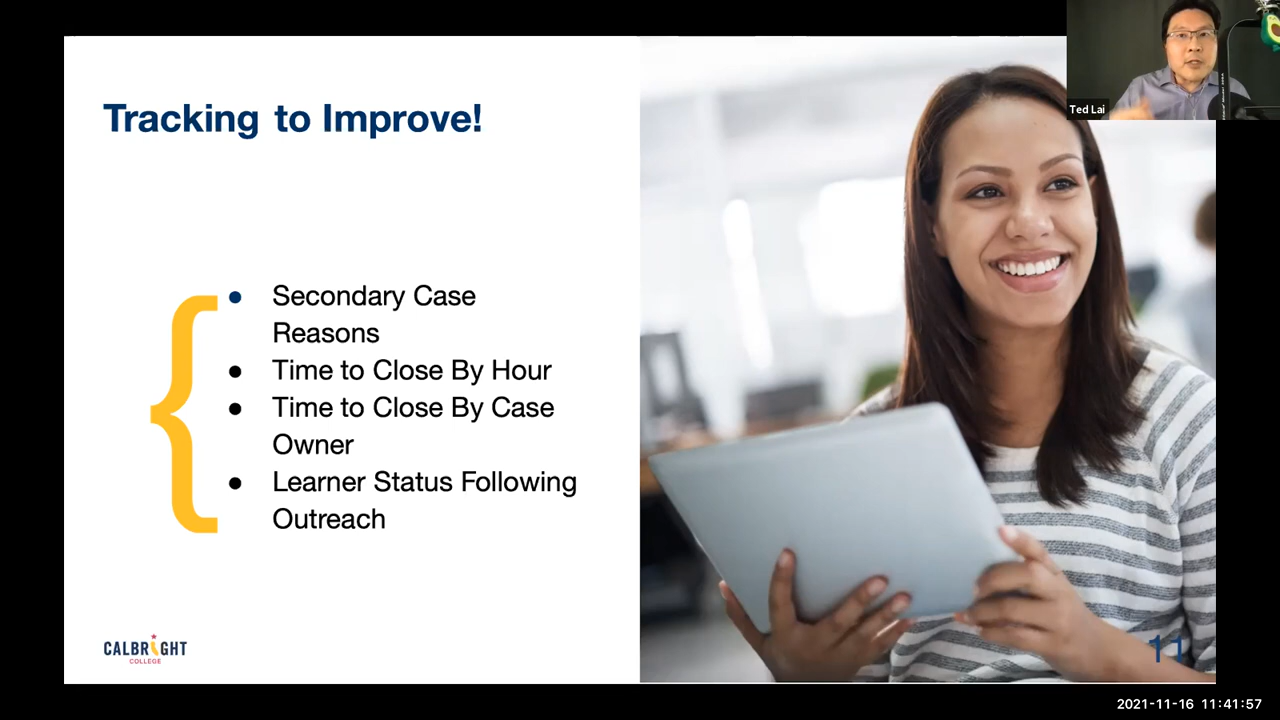 Tracking to Improve!
Ted Lai
• Secondary Case
Reasons
• Time to Close By Hour
• Time to Close By Case
Owner
• Learner Status Following
Outreach
CALBRIGHT
COLLEGE
11
2021-11-16 11:41:57